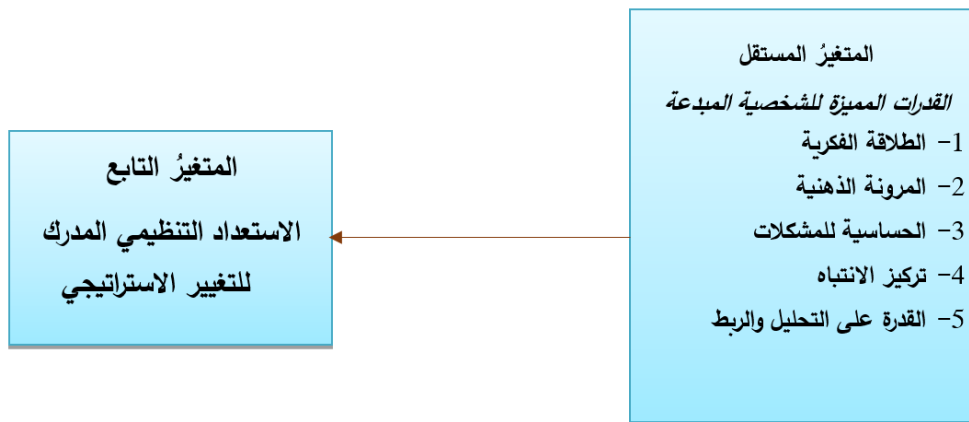 المتغيرُ المستقل
القدرات المميزة للشخصية المبدعة
1- الطلاقة الفكرية
2- المرونة الذهنية
3- الحساسية للمشكلات
4- تركيز الانتباه
5- القدرة على التحليل والربط
المتغيرُ التابع
الاستعداد التنظيمي المدرك
للتغيير الاستراتيجي